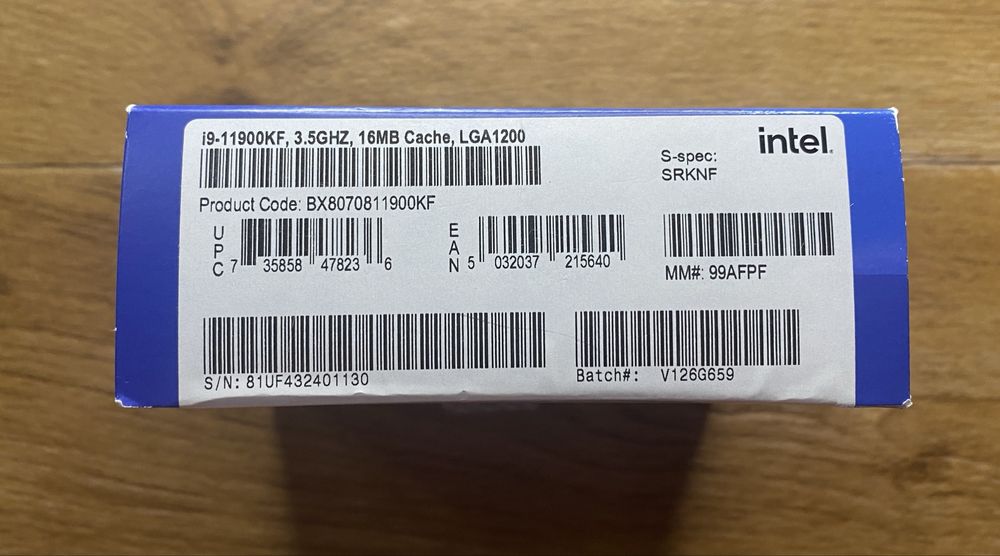 i9-11900KF, 3.5GHZ, 16MB Cache, LGA1200
intel.
S-spec:
SRKNF
Product Code: BX8070811900KF
UPC 7 35858 47823 6
EAN 5 032037 215640
MM#: 99AFPF
S/N: 81UF432401130
Batch#: V126G659